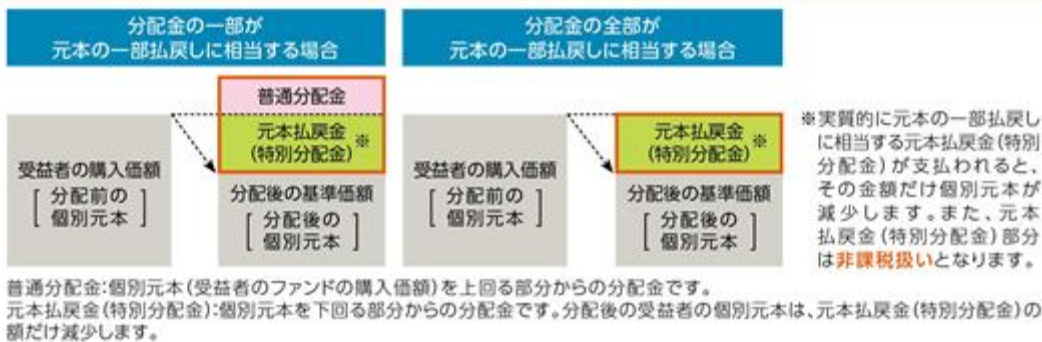 分配金の一部が
元本の一部払戻しに相当する場合
普通分配金
元本払戻金
(特別分配金)
※
受益者の購入価額
分配前の
個別元本
分配後の基準価額
分配後の
個別元本
分配金の全部が
元本の一部払戻しに相当する場合
元本払戻金
(特別分配金)
※
受益者の購入価額
分配前の
個別元本
分配後の基準価額
分配後の
個別元本
※実質的に元本の一部払戻し
に相当する元本払戻金(特別
分配金)が支払われると、
その金額だけ個別元本が
減少します。また、元本
払戻金(特別分配金)部分
は非課税扱いとなります。
普通分配金:個別元本(受益者のファンドの購入価額)を上回る部分からの分配金です。
元本払戻金(特別分配金):個別元本を下回る部分からの分配金です。分配後の受益者の個別元本は、元本払戻金(特別分配金)の
額だけ減少します。